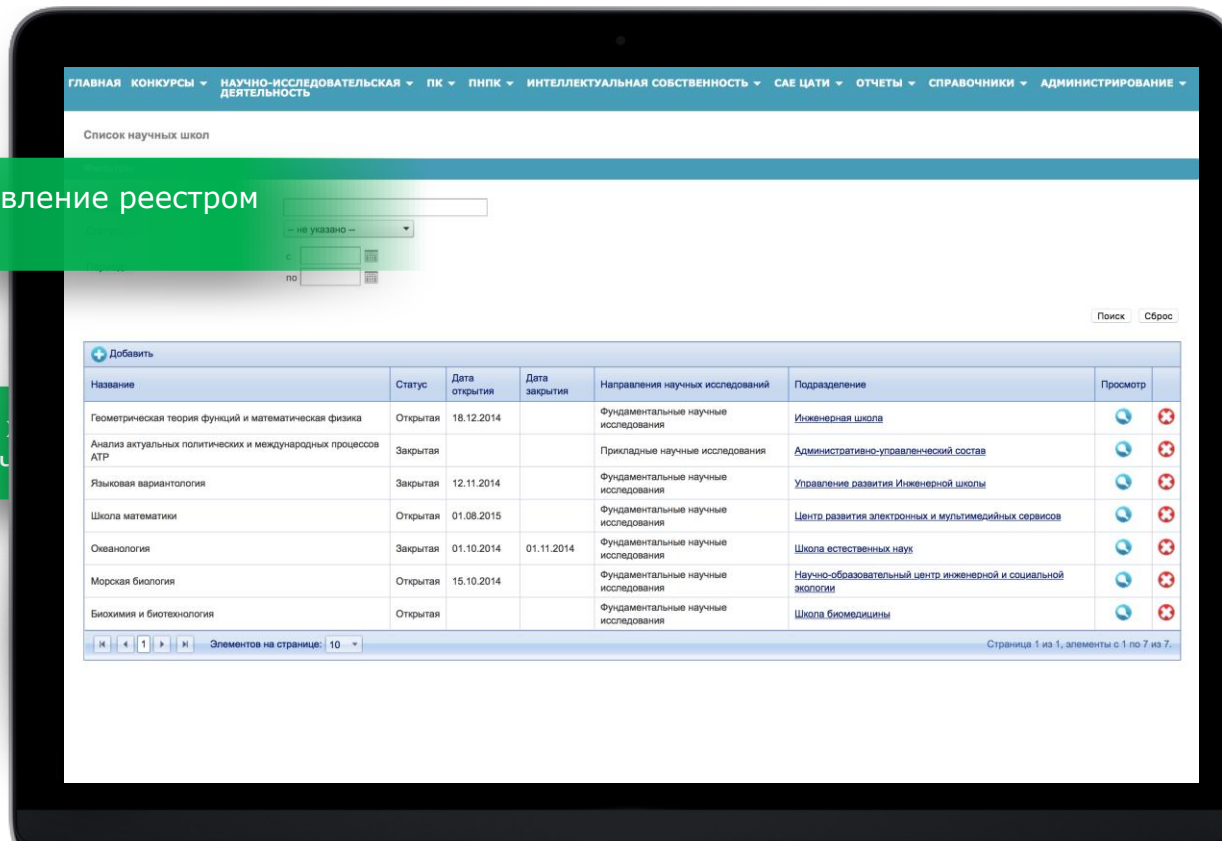 ГЛАВНАЯ КОНКУРСЫ НАУЧНО-ИССЛЕДОВАТЕЛЬСКАЯ ДЕЯТЕЛЬНОСТЬ ПК ПНПК ИНТЕЛЛЕКТУАЛЬНАЯ СОБСТВЕННОСТЬ САЕ ЦАТИ ОТЧЕТЫ СПРАВОЧНИКИ АДМИНИСТРИРОВАНИЕ
Список научных школ
вление реестром
-- не указано --
с
по
Поиск Сброс
Добавить
Название Статус Дата открытия Дата закрытия Направления научных исследований Подразделение Просмотр
Геометрическая теория функций и математическая физика Открытая 18.12.2014 Фундаментальные научные исследования Инженерная школа
Анализ актуальных политических и международных процессов АТР Закрытая Прикладные научные исследования Административно-управленческий состав
Языковая вариантология Закрытая 12.11.2014 Фундаментальные научные исследования Управление развития Инженерной школы
Школа математики Открытая 01.08.2015 Фундаментальные научные исследования Центр развития электронных и мультимедийных сервисов
Океанология Закрытая 01.10.2014 01.11.2014 Фундаментальные научные исследования Школа естественных наук
Морская биология Открытая 15.10.2014 Фундаментальные научные исследования Научно-образовательный центр инженерной и социальной экологии
Биохимия и биотехнология Открытая Фундаментальные научные исследования Школа биомедицины
1 Элементов на странице: 10 Страница 1 из 1, элементы с 1 по 7 из 7.